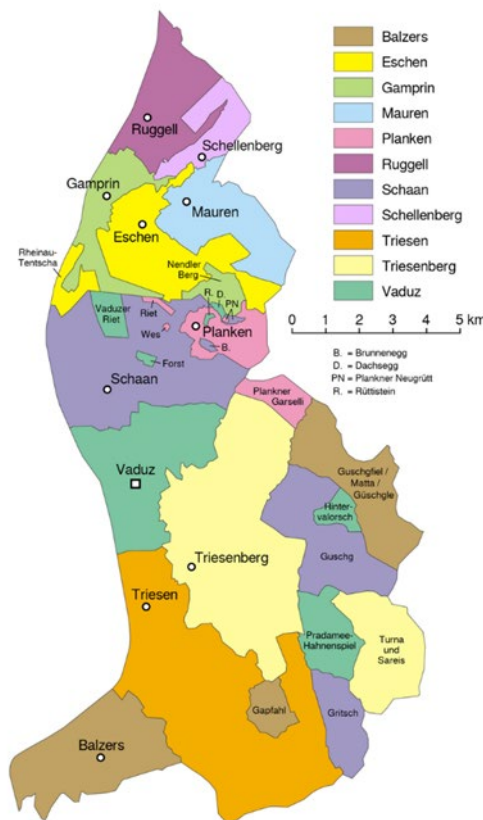 Balzers
Eschen
Gamprin
Mauren
Planken
Ruggell
Schaan
Schellenberg
Triesen
Triesenberg
Vaduz
0 1 2 3 4 5 km
B. = Brunnenegg
D. = Dachsegg
PN = Plankner Neugrütt
R. = Rüttistein
Ruggell
Schellenberg
Gamprin
Mauren
Eschen
Rheinau-
Tentscha
Nendler
Berg
R. D.
PN
Vaduzer
Riet
Riet
Wes
Planken
B.
Forst
Schaan
Plankner
Garselli
Guschgfiel /
Matta /
Güschgle
Vaduz
Hinter-
valorsch
Guschg
Triesenberg
Triesen
Pradamee-
Hahnenspiel
Turna
und
Sareis
Gapfahl
Gritsch
Balzers